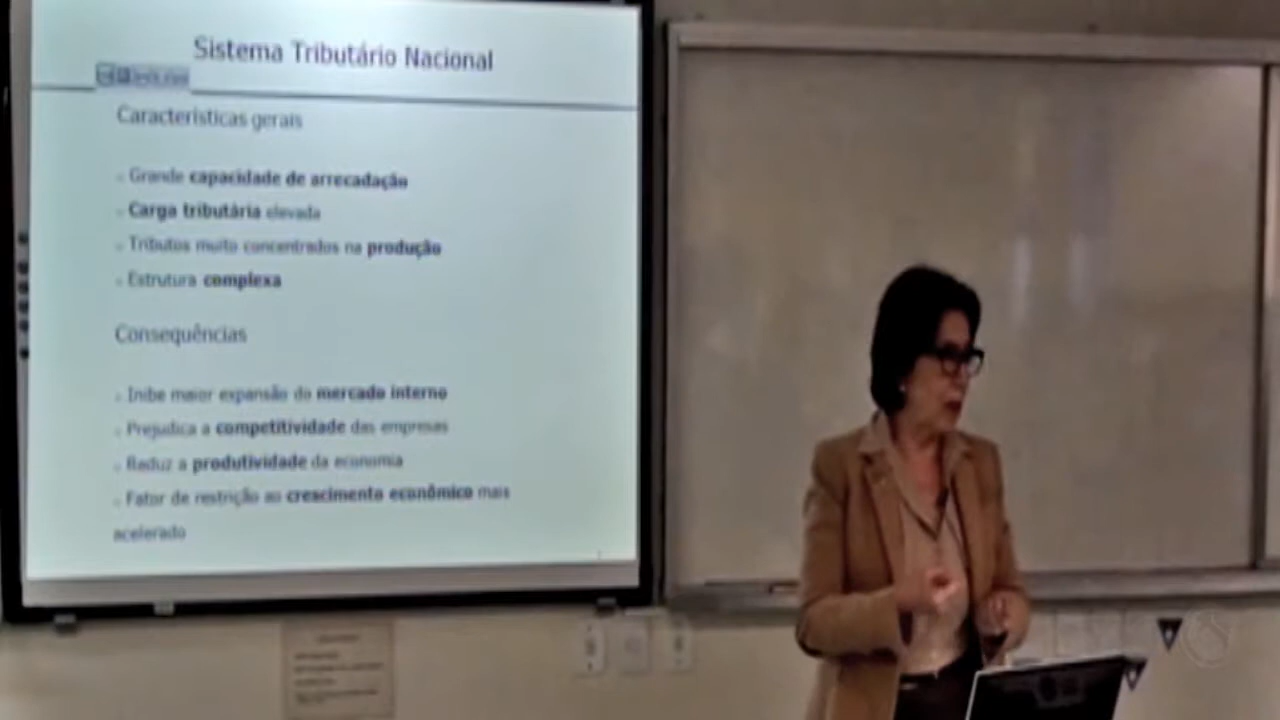 Sistema Tributário Nacional
Características gerais
Grande capacidade de arrecadação
Carga tributária elevada
Tributos muito concentrados na produção
Estrutura complexa
Consequências
Inibe maior expansão do mercado interno
Prejudica a competitividade das empresas
Reduz a produtividade da economia
Fator de restrição ao crescimento econômico mais
acelerado